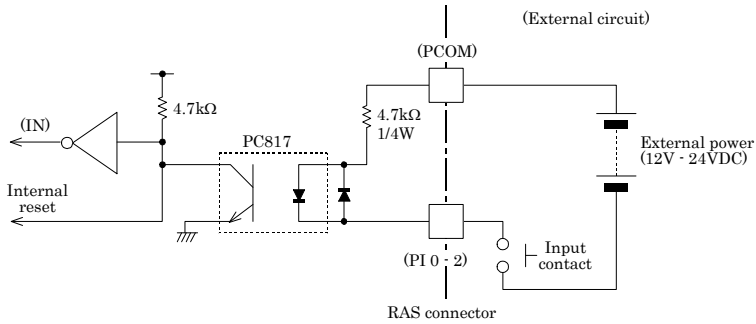 (External circuit)
(PCOM)
4.7kΩ
(IN)
4.7kΩ
1/4W
PC817
External power
(12V - 24VDC)
Internal
reset
(PI 0 - 2)
Input
contact
RAS connector